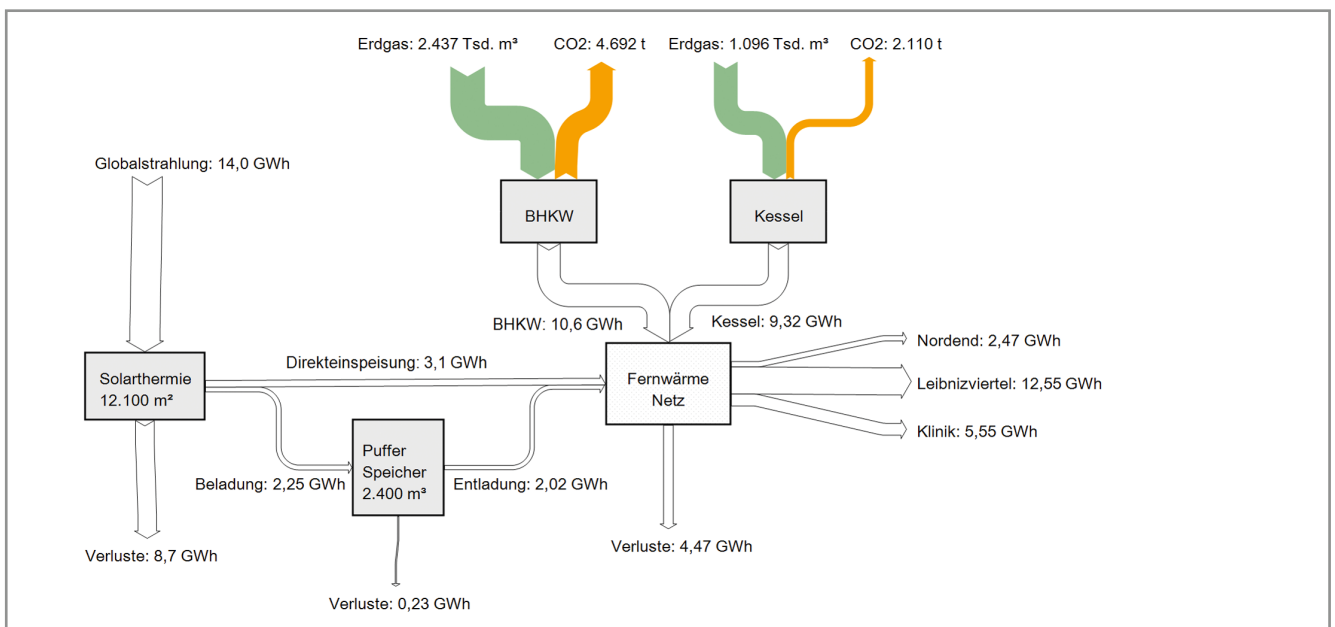 Erdgas: 2.437 Tsd. m³
CO2: 4.692 t
Erdgas: 1.096 Tsd. m³
CO2: 2.110 t
Globalstrahlung: 14,0 GWh
BHKW
Kessel
BHKW: 10,6 GWh
Kessel: 9,32 GWh
Nordend: 2,47 GWh
Direkteinspeisung: 3,1 GWh
Solarthermie
12.100 m²
Fernwärme
Netz
Leibnizviertel: 12,55 GWh
Klinik: 5,55 GWh
Puffer
Speicher
2.400 m³
Beladung: 2,25 GWh
Entladung: 2,02 GWh
Verluste: 8,7 GWh
Verluste: 4,47 GWh
Verluste: 0,23 GWh